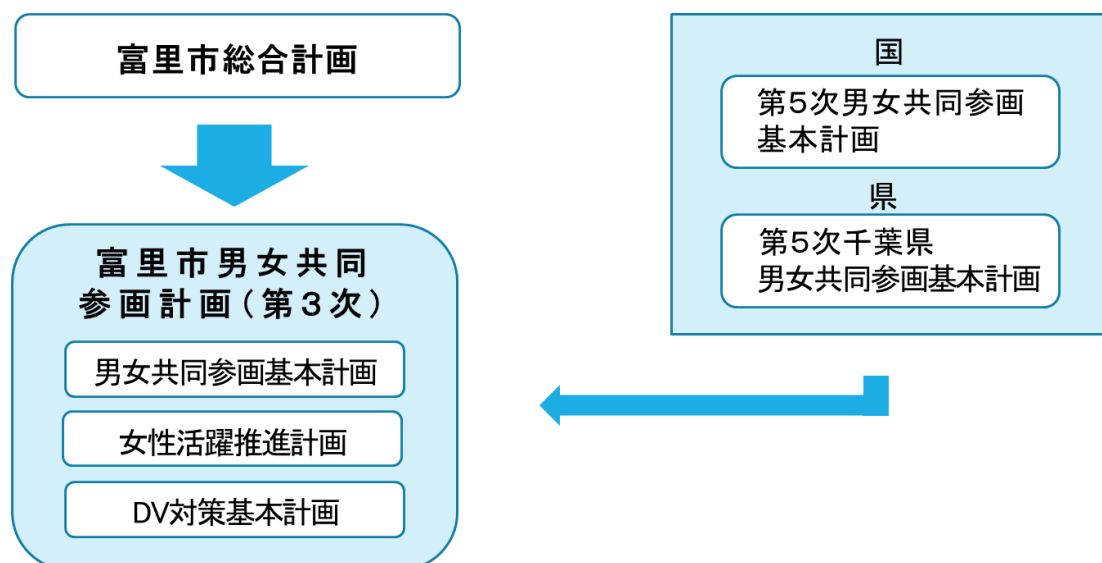 富里市総合計画
富里市男女共同
参画計画(第3次)
男女共同参画基本計画
女性活躍推進計画
DV対策基本計画
国
第5次男女共同参画
基本計画
県
第5次千葉県
男女共同参画基本計画